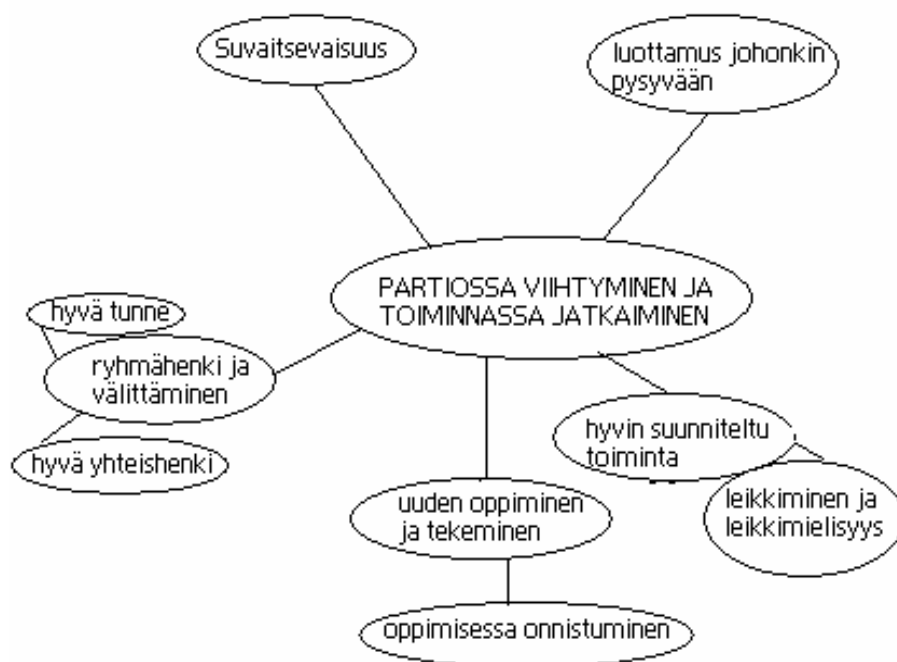 Suvaitsevaisuus
luottamus johonkin
pysyvään
PARTIOSSA VIIHTYMINEN JA
TOIMINNASSA JATKAIMINEN
hyvä tunne
ryhmähenki ja
välittäminen
hyvä yhteishenki
hyvin suunniteltu
toiminta
leikkiminen ja
leikkimielisyys
uuden oppiminen
ja tekeminen
oppimisessa onnistuminen